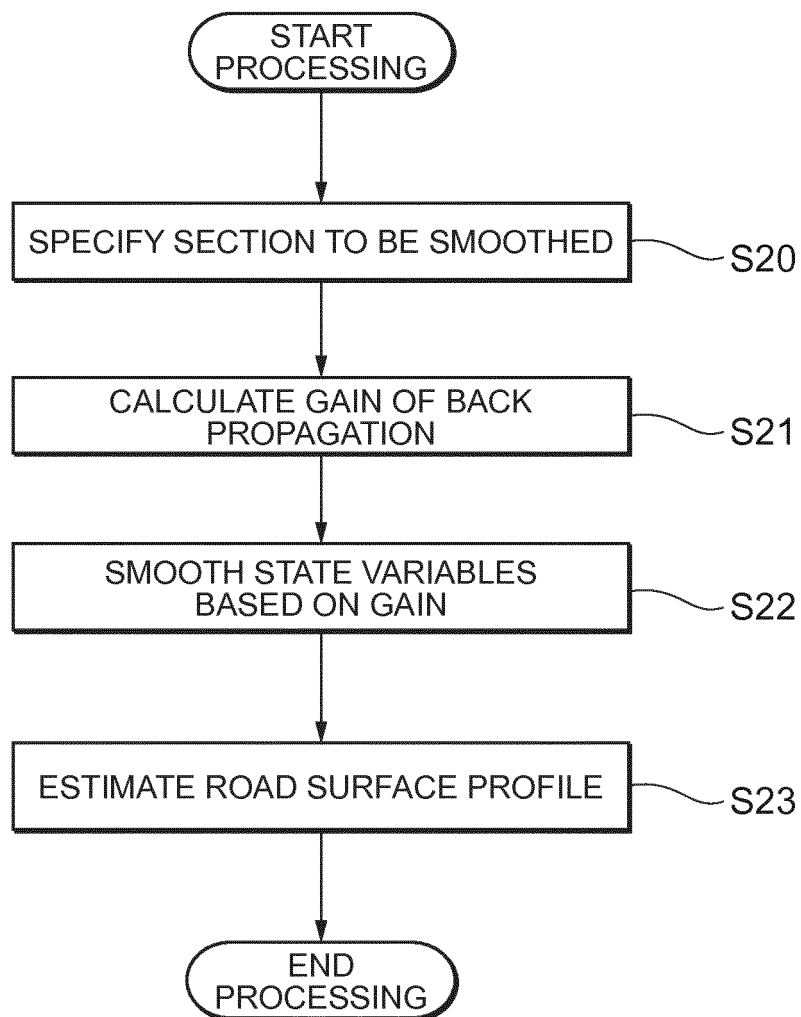 START
PROCESSING
SPECIFY SECTION TO BE SMOOTHED
S20
CALCULATE GAIN OF BACK
PROPAGATION
S21
SMOOTH STATE VARIABLES
BASED ON GAIN
S22
ESTIMATE ROAD SURFACE PROFILE
S23
END
PROCESSING